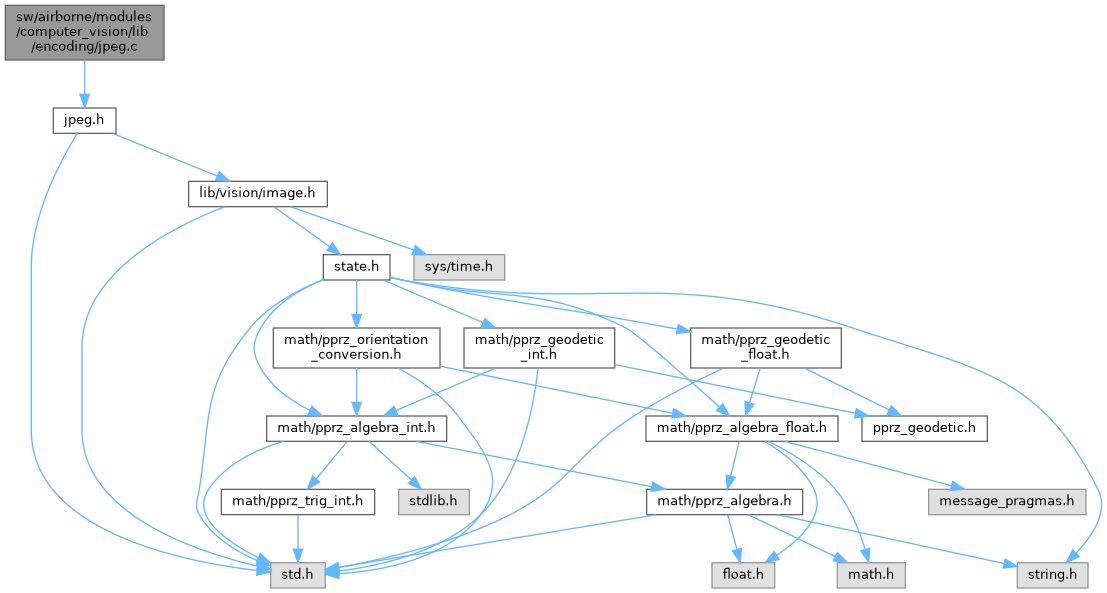 sw/airborne/modules
/computer_vision/lib
/encoding/jpeg.c
jpeg.h
lib/vision/image.h
state.h
sys/time.h
math/pprz_orientation
_conversion.h
math/pprz_geodetic
_int.h
math/pprz_geodetic
_float.h
math/pprz_algebra_int.h
math/pprz_algebra_float.h
pprz_geodetic.h
math/pprz_trig_int.h
stdlib.h
math/pprz_algebra.h
message_pragmas.h
std.h
float.h
math.h
string.h